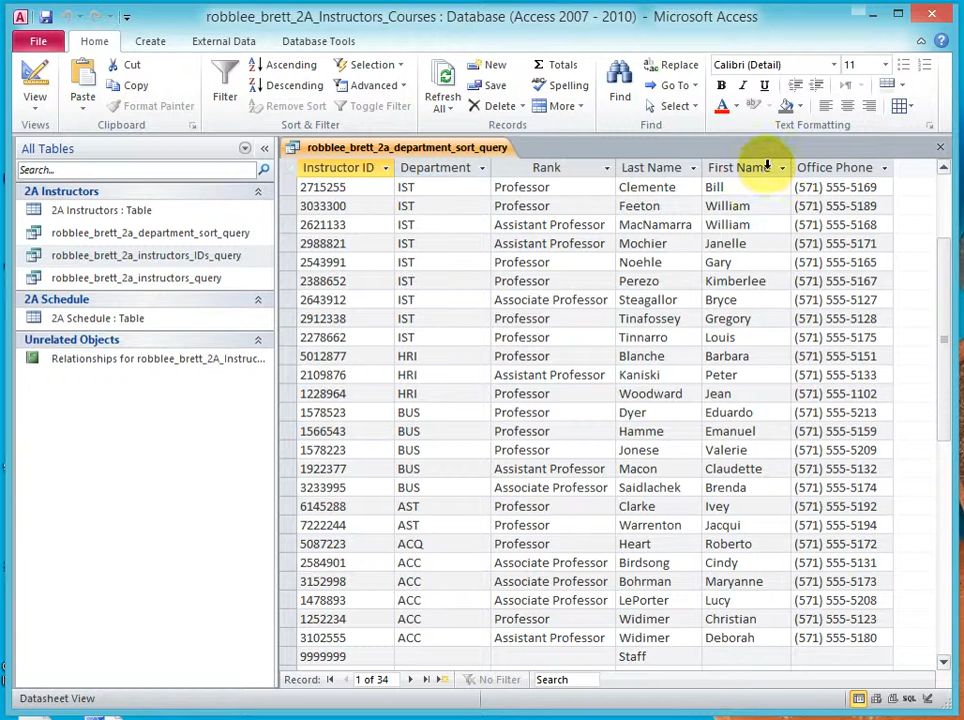 robblee_brett_2A_Instructors_Courses : Database (Access 2007 - 2010) - Microsoft Access
File Home Create External Data Database Tools
View Paste Cut Copy Format Painter Filter Ascending Descending Remove Sort Selection Advanced Toggle Filter Refresh All New Save Delete Totals Spelling More Find Replace Go To Select Calibri (Detail) 11 B I U A
Views Clipboard Sort & Filter Records Find Text Formatting
All Tables
Search...
2A Instructors
2A Instructors : Table
robblee_brett_2a_department_sort_query
robblee_brett_2a_instructors_IDs_query
robblee_brett_2a_instructors_query
2A Schedule
2A Schedule : Table
Unrelated Objects
Relationships for robblee_brett_2A_Instruc...
robblee_brett_2a_department_sort_query
Instructor ID Department Rank Last Name First Name Office Phone
2715255 IST Professor Clemente Bill (571) 555-5169
3033300 IST Professor Feeton William (571) 555-5189
2621133 IST Assistant Professor MacNamarra William (571) 555-5168
2988821 IST Assistant Professor Mochier Janelle (571) 555-5171
2543991 IST Professor Noehle Gary (571) 555-5165
2388652 IST Professor Perezo Kimberlee (571) 555-5167
2643912 IST Associate Professor Steagallor Bryce (571) 555-5127
2912338 IST Professor Tinafossey Gregory (571) 555-5128
2278662 IST Professor Tinnarro Louis (571) 555-5175
5012877 HRI Professor Blanche Barbara (571) 555-5151
2109876 HRI Assistant Professor Kaniski Peter (571) 555-5133
1228964 HRI Professor Woodward Jean (571) 555-1102
1578523 BUS Professor Dyer Eduardo (571) 555-5213
1566543 BUS Professor Hamme Emanuel (571) 555-5159
1578223 BUS Professor Jonese Valerie (571) 555-5209
1922377 BUS Assistant Professor Macon Claudette (571) 555-5132
3233995 BUS Associate Professor Saidlachek Brenda (571) 555-5174
6145288 AST Professor Clarke Ivey (571) 555-5192
7222244 AST Professor Warrenton Jacqui (571) 555-5194
5087223 ACQ Professor Heart Roberto (571) 555-5172
2584901 ACC Associate Professor Birdsong Cindy (571) 555-5131
3152998 ACC Associate Professor Bohrman Maryanne (571) 555-5173
1478893 ACC Associate Professor LePorter Lucy (571) 555-5208
1252234 ACC Professor Widimer Christian (571) 555-5123
3102555 ACC Assistant Professor Widimer Deborah (571) 555-5180
9999999 Staff
Record: 1 of 34 No Filter Search
Datasheet View SQL